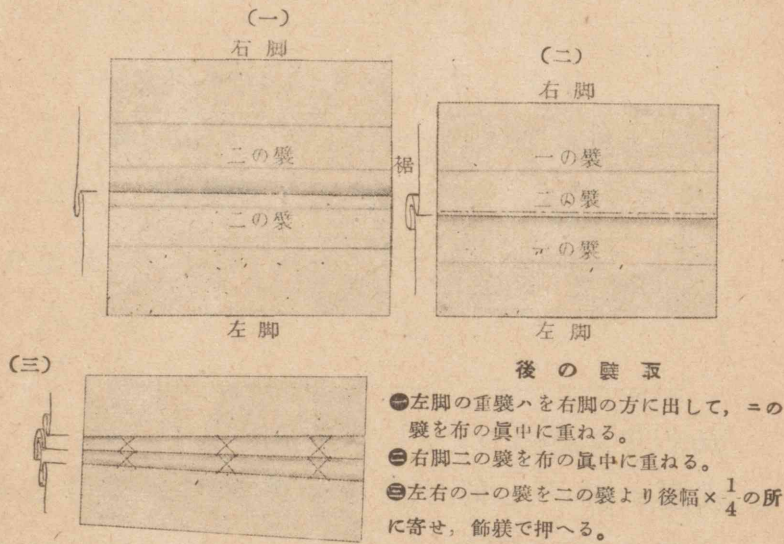 (一)
右脚
二の襞
二の襞
左脚
裾
(二)
右脚
一の襞
二の襞
一の襞
左脚
(三)
後の襞取
㊀左脚の重襞ハを右脚の方に出して，二の
襞を布の眞中に重ねる。
㊁右脚二の襞を布の眞中に重ねる。
㊂左右の一の襞を二の襞より後幅×1/4の所
に寄せ，飾躾で押へる。